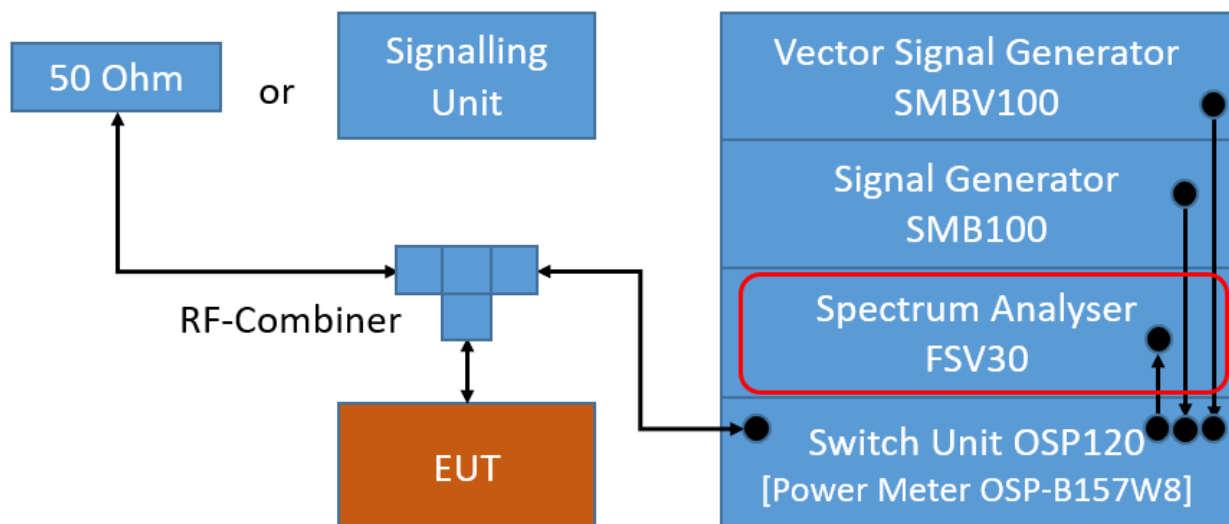 50 Ohm
or
Signalling
Unit
Vector Signal Generator
SMBV100
Signal Generator
SMB100
RF-Combiner
Spectrum Analyser
FSV30
EUT
Switch Unit OSP120
[Power Meter OSP-B157W8]